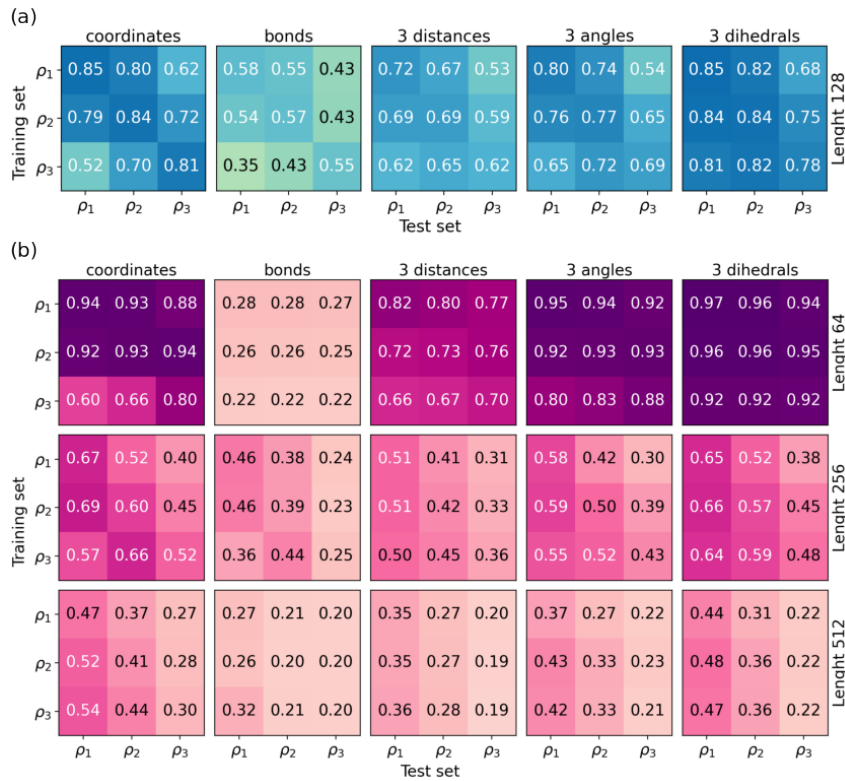 (a)
coordinates bonds 3 distances 3 angles 3 dihedrals
Training set
Lenght 128
ρ1 0.85 0.80 0.62 0.58 0.55 0.43 0.72 0.67 0.53 0.80 0.74 0.54 0.85 0.82 0.68
ρ2 0.79 0.84 0.72 0.54 0.57 0.43 0.69 0.69 0.59 0.76 0.77 0.65 0.84 0.84 0.75
ρ3 0.52 0.70 0.81 0.35 0.43 0.55 0.62 0.65 0.62 0.65 0.72 0.69 0.81 0.82 0.78
ρ1 ρ2 ρ3 ρ1 ρ2 ρ3 ρ1 ρ2 ρ3 ρ1 ρ2 ρ3 ρ1 ρ2 ρ3
Test set
(b)
coordinates bonds 3 distances 3 angles 3 dihedrals
Lenght 64
ρ1 0.94 0.93 0.88 0.28 0.28 0.27 0.82 0.80 0.77 0.95 0.94 0.92 0.97 0.96 0.94
ρ2 0.92 0.93 0.94 0.26 0.26 0.25 0.72 0.73 0.76 0.92 0.93 0.93 0.96 0.96 0.95
ρ3 0.60 0.66 0.80 0.22 0.22 0.22 0.66 0.67 0.70 0.80 0.83 0.88 0.92 0.92 0.92
Training set
Lenght 256
ρ1 0.67 0.52 0.40 0.46 0.38 0.24 0.51 0.41 0.31 0.58 0.42 0.30 0.65 0.52 0.38
ρ2 0.69 0.60 0.45 0.46 0.39 0.23 0.51 0.42 0.33 0.59 0.50 0.39 0.66 0.57 0.45
ρ3 0.57 0.66 0.52 0.36 0.44 0.25 0.50 0.45 0.36 0.55 0.52 0.43 0.64 0.59 0.48
Lenght 512
ρ1 0.47 0.37 0.27 0.27 0.21 0.20 0.35 0.27 0.20 0.37 0.27 0.22 0.44 0.31 0.22
ρ2 0.52 0.41 0.28 0.26 0.20 0.20 0.35 0.27 0.19 0.43 0.33 0.23 0.48 0.36 0.22
ρ3 0.54 0.44 0.30 0.32 0.21 0.20 0.36 0.28 0.19 0.42 0.33 0.21 0.47 0.36 0.22
ρ1 ρ2 ρ3 ρ1 ρ2 ρ3 ρ1 ρ2 ρ3 ρ1 ρ2 ρ3 ρ1 ρ2 ρ3
Test set